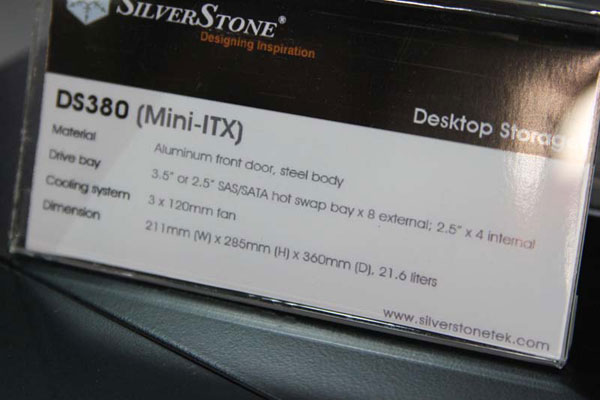 SILVERSTONE®
Designing Inspiration
Desktop Storage
DS380 (Mini-ITX)
Material Aluminum front door, steel body
Drive bay 3.5" or 2.5" SAS/SATA hot swap bay x 8 external; 2.5" x 4 internal
Cooling system 3 x 120mm fan
Dimension 211mm (W) x 285mm (H) x 360mm (D), 21.6 liters
www.silverstonetek.com